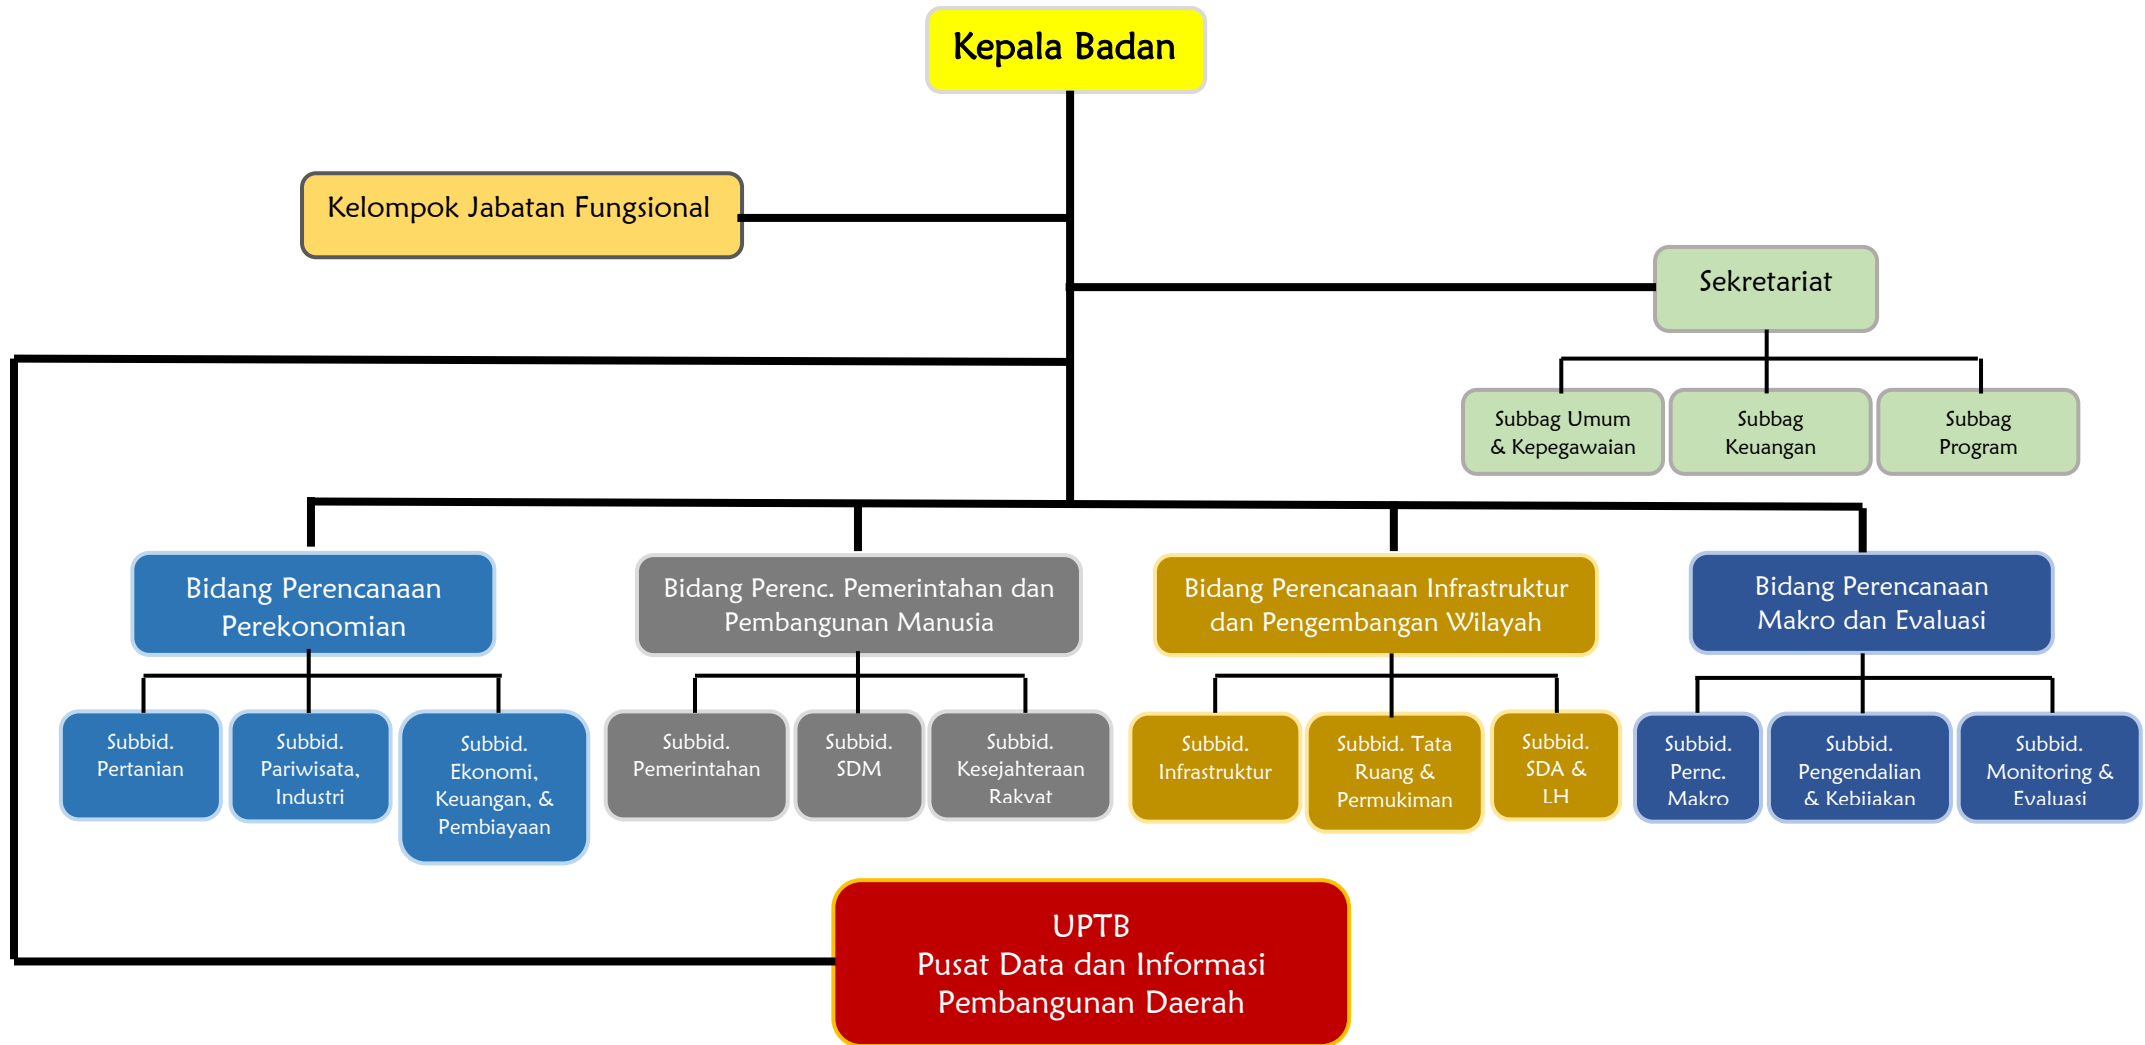 Kepala Badan
Kelompok Jabatan Fungsional
Sekretariat
Subbag Umum
& Kepegawaian
Subbag
Keuangan
Subbag
Program
Bidang Perencanaan
Perekonomian
Bidang Perenc. Pemerintahan dan
Pembangunan Manusia
Bidang Perencanaan Infrastruktur
dan Pengembangan Wilayah
Bidang Perencanaan
Makro dan Evaluasi
Subbid.
Pertanian
Subbid.
Pariwisata,
Industri
Subbid.
Ekonomi,
Keuangan, &
Pembiayaan
Subbid.
Pemerintahan
Subbid.
SDM
Subbid.
Kesejahteraan
Rakyat
Subbid.
Infrastruktur
Subbid. Tata
Ruang &
Permukiman
Subbid.
SDA &
LH
Subbid.
Pernc.
Makro
Subbid.
Pengendalian
& Kebijakan
Subbid.
Monitoring &
Evaluasi
UPTB
Pusat Data dan Informasi
Pembangunan Daerah